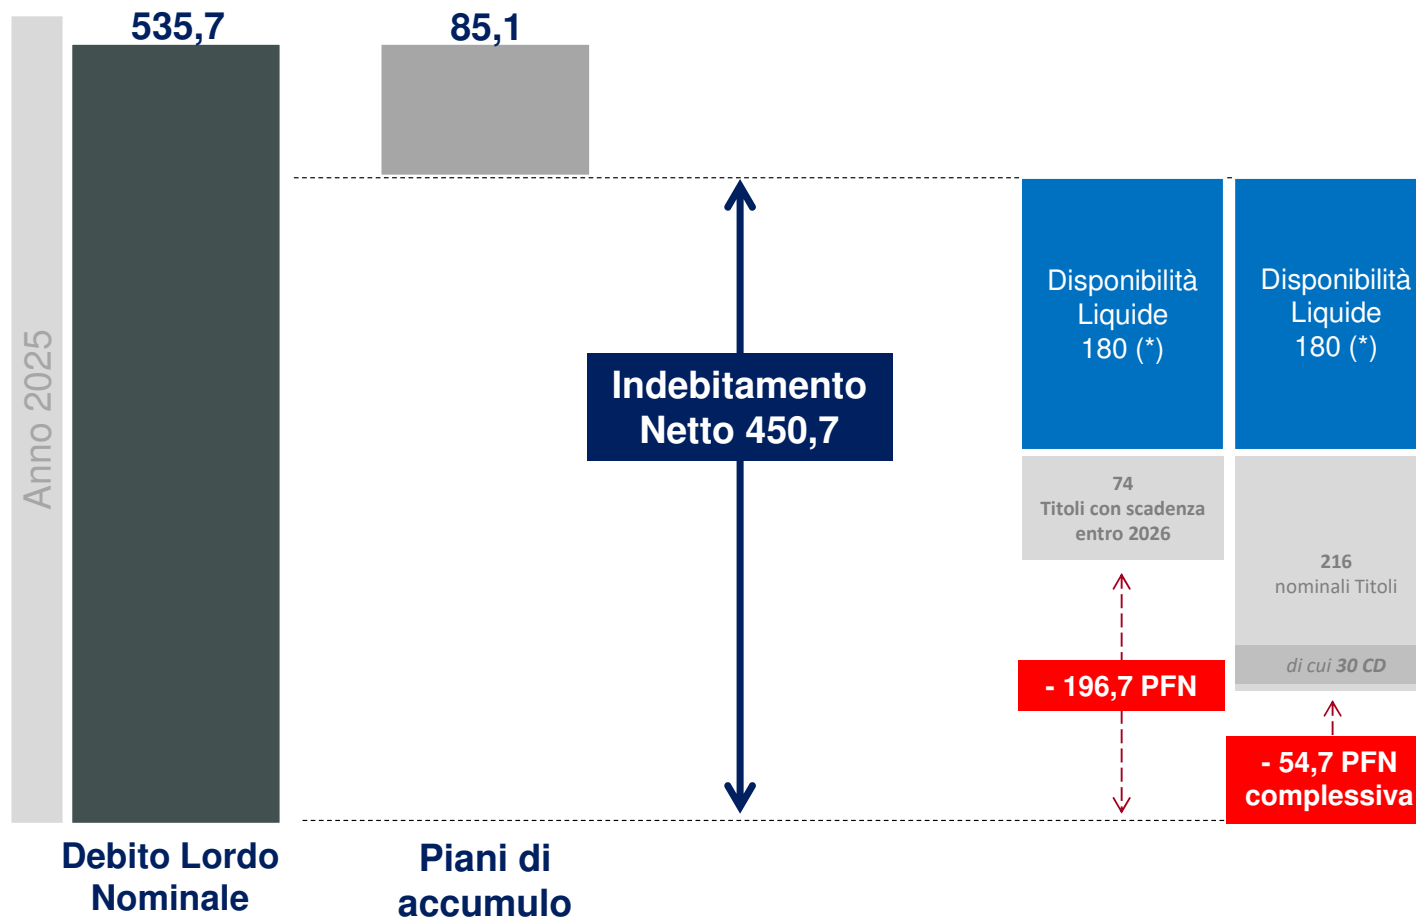 535,7
85,1
Anno 2025
Disponibilità
Liquide
180 (*)
Disponibilità
Liquide
180 (*)
Indebitamento
Netto 450,7
74
Titoli con scadenza
entro 2026
216
nominali Titoli
di cui 30 CD
- 196,7 PFN
- 54,7 PFN
complessiva
Debito Lordo
Nominale
Piani di
accumulo